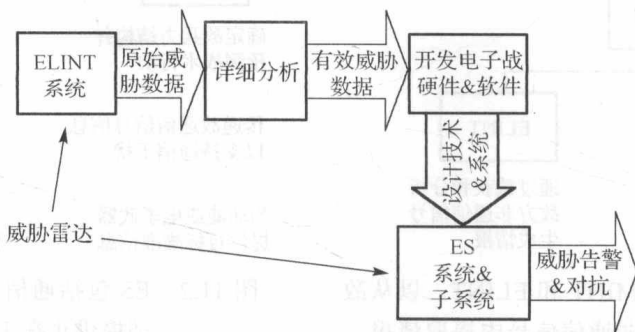 ELINT
系统
原始威
胁数据
详细分析
有效威胁
数据
开发电子战
硬件&软件
设计技术
&系统
威胁雷达
ES
系统&
子系统
威胁告警
&对抗